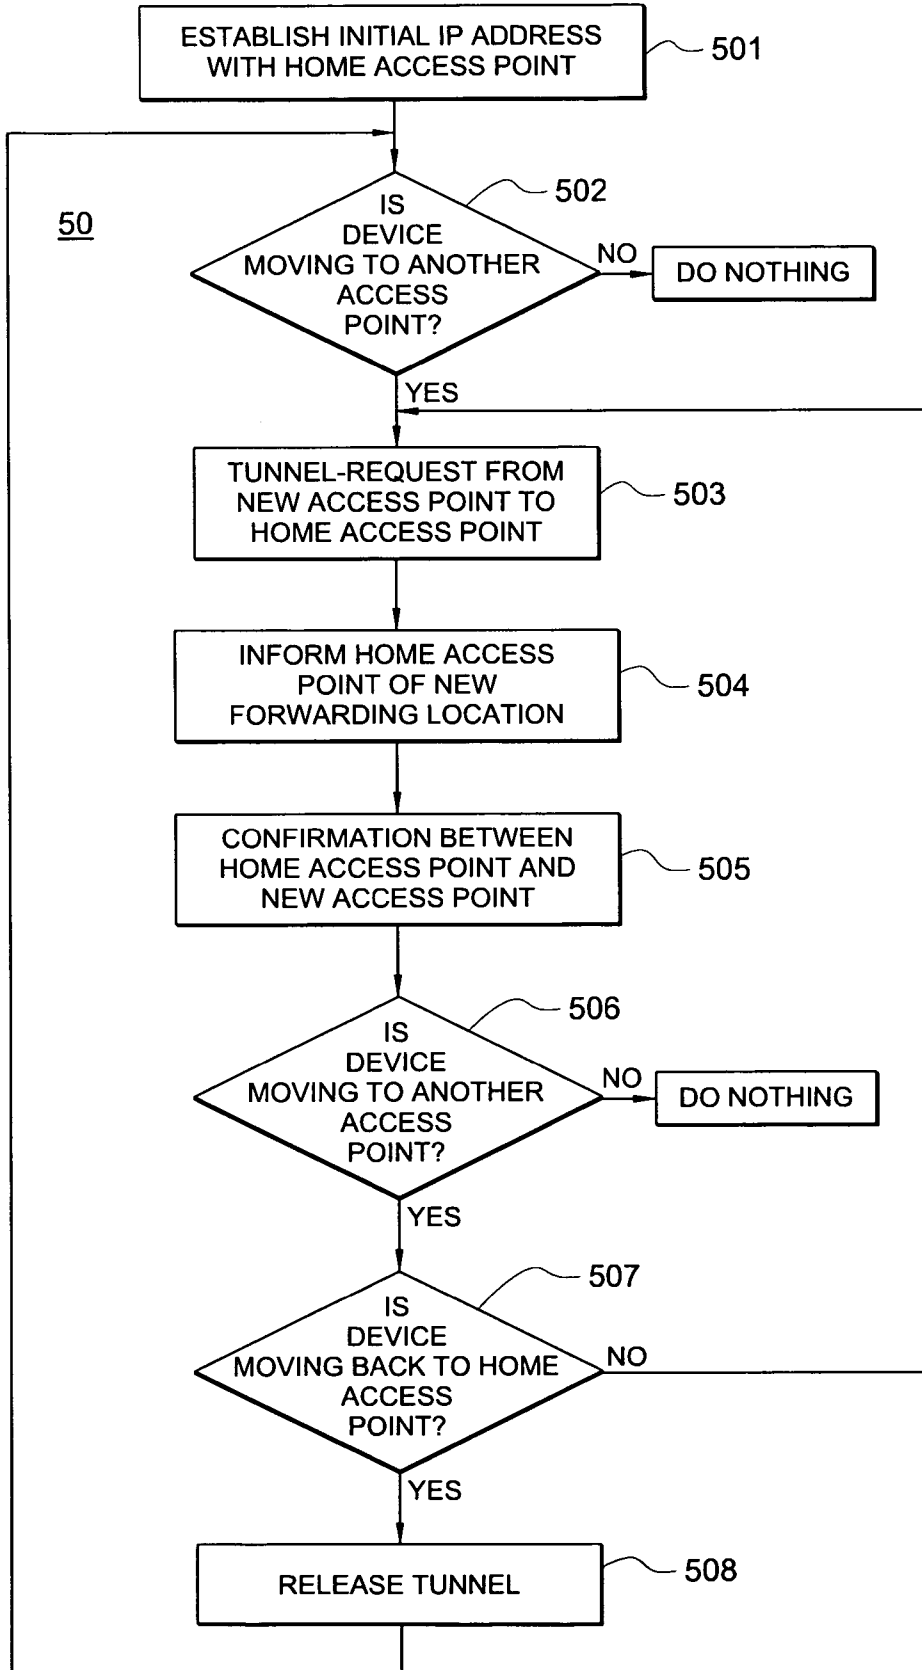 ESTABLISH INITIAL IP ADDRESS
WITH HOME ACCESS POINT
501
50
502
IS
DEVICE
MOVING TO ANOTHER
ACCESS
POINT?
NO
DO NOTHING
YES
TUNNEL-REQUEST FROM
NEW ACCESS POINT TO
HOME ACCESS POINT
503
INFORM HOME ACCESS
POINT OF NEW
FORWARDING LOCATION
504
CONFIRMATION BETWEEN
HOME ACCESS POINT AND
NEW ACCESS POINT
505
506
IS
DEVICE
MOVING TO ANOTHER
ACCESS
POINT?
NO
DO NOTHING
YES
507
IS
DEVICE
MOVING BACK TO HOME
ACCESS
POINT?
NO
YES
RELEASE TUNNEL
508